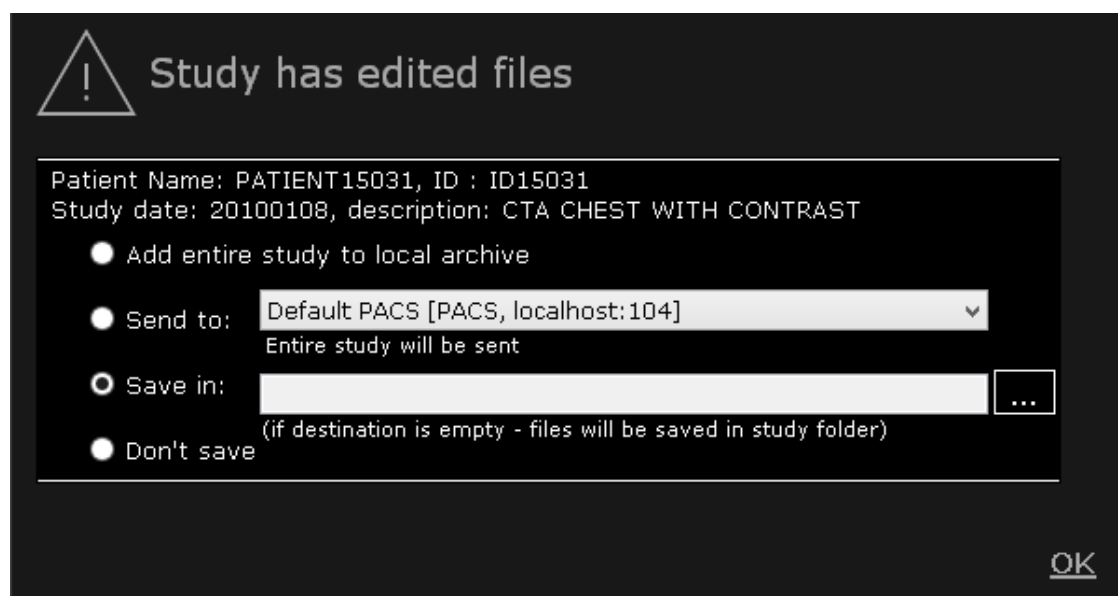 !
Study has edited files
Patient Name: PATIENT15031, ID : ID15031
Study date: 20100108, description: CTA CHEST WITH CONTRAST
Add entire study to local archive
Send to: Default PACS [PACS, localhost:104]
Entire study will be sent
Save in: ...
(if destination is empty - files will be saved in study folder)
Don't save
OK